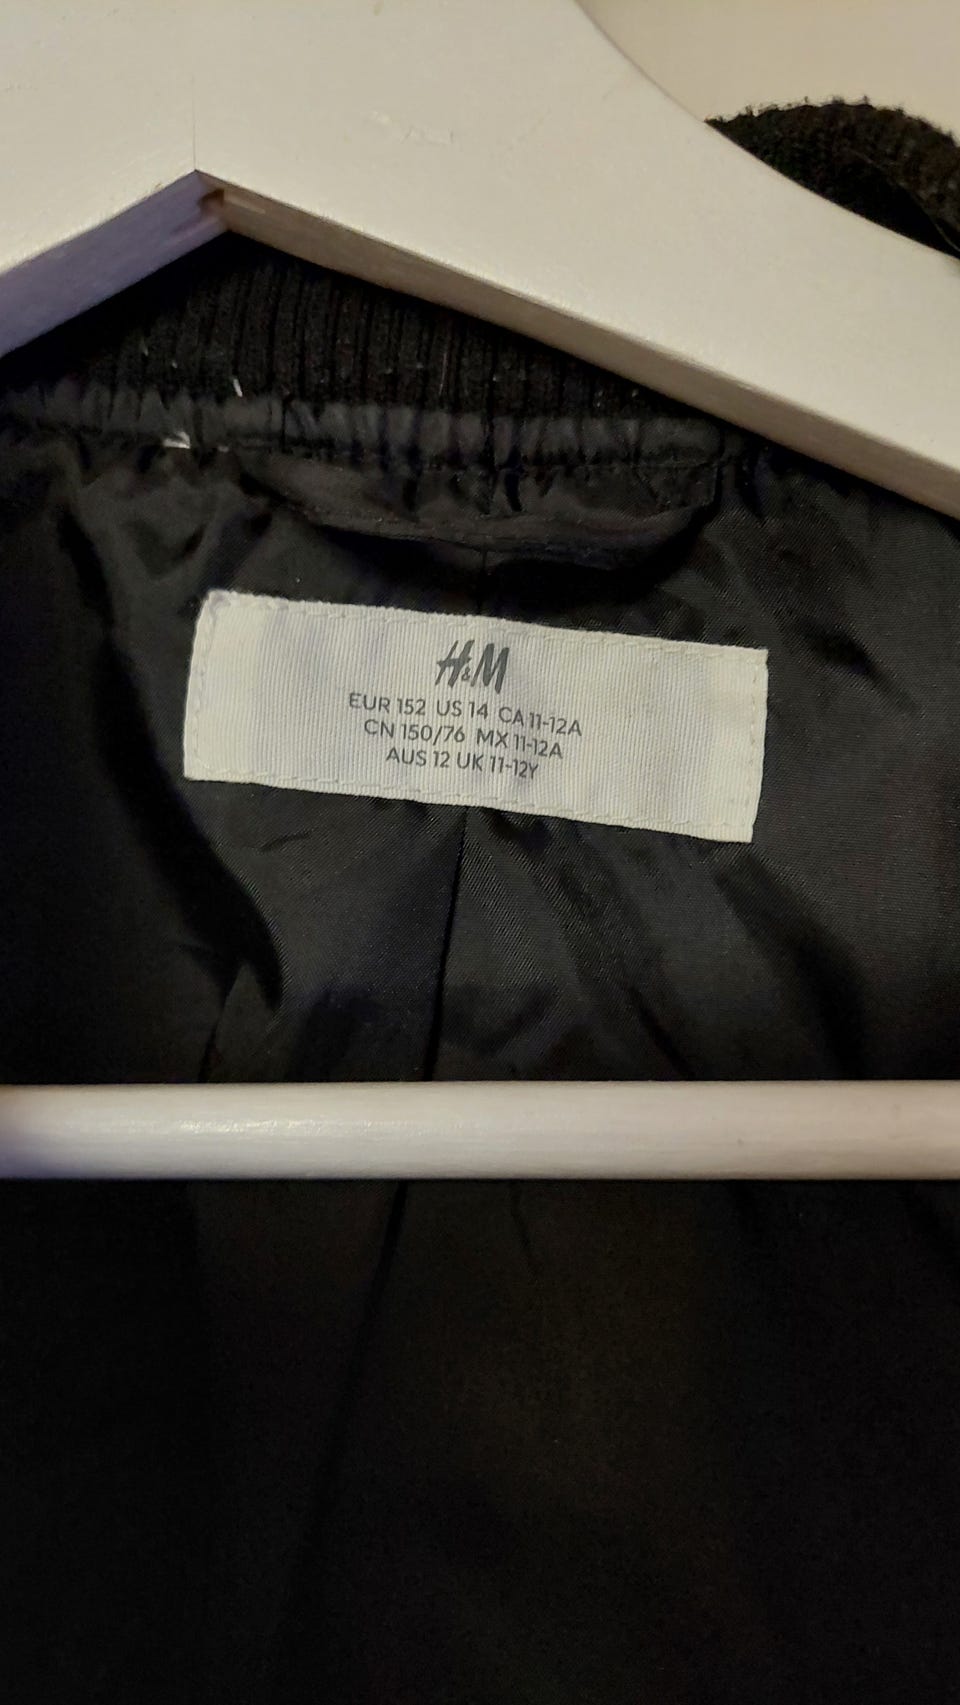 H&M
EUR 152 US 14 CA 11-12A
CN 150/76 MX 11-12A
AUS 12 UK 11-12Y